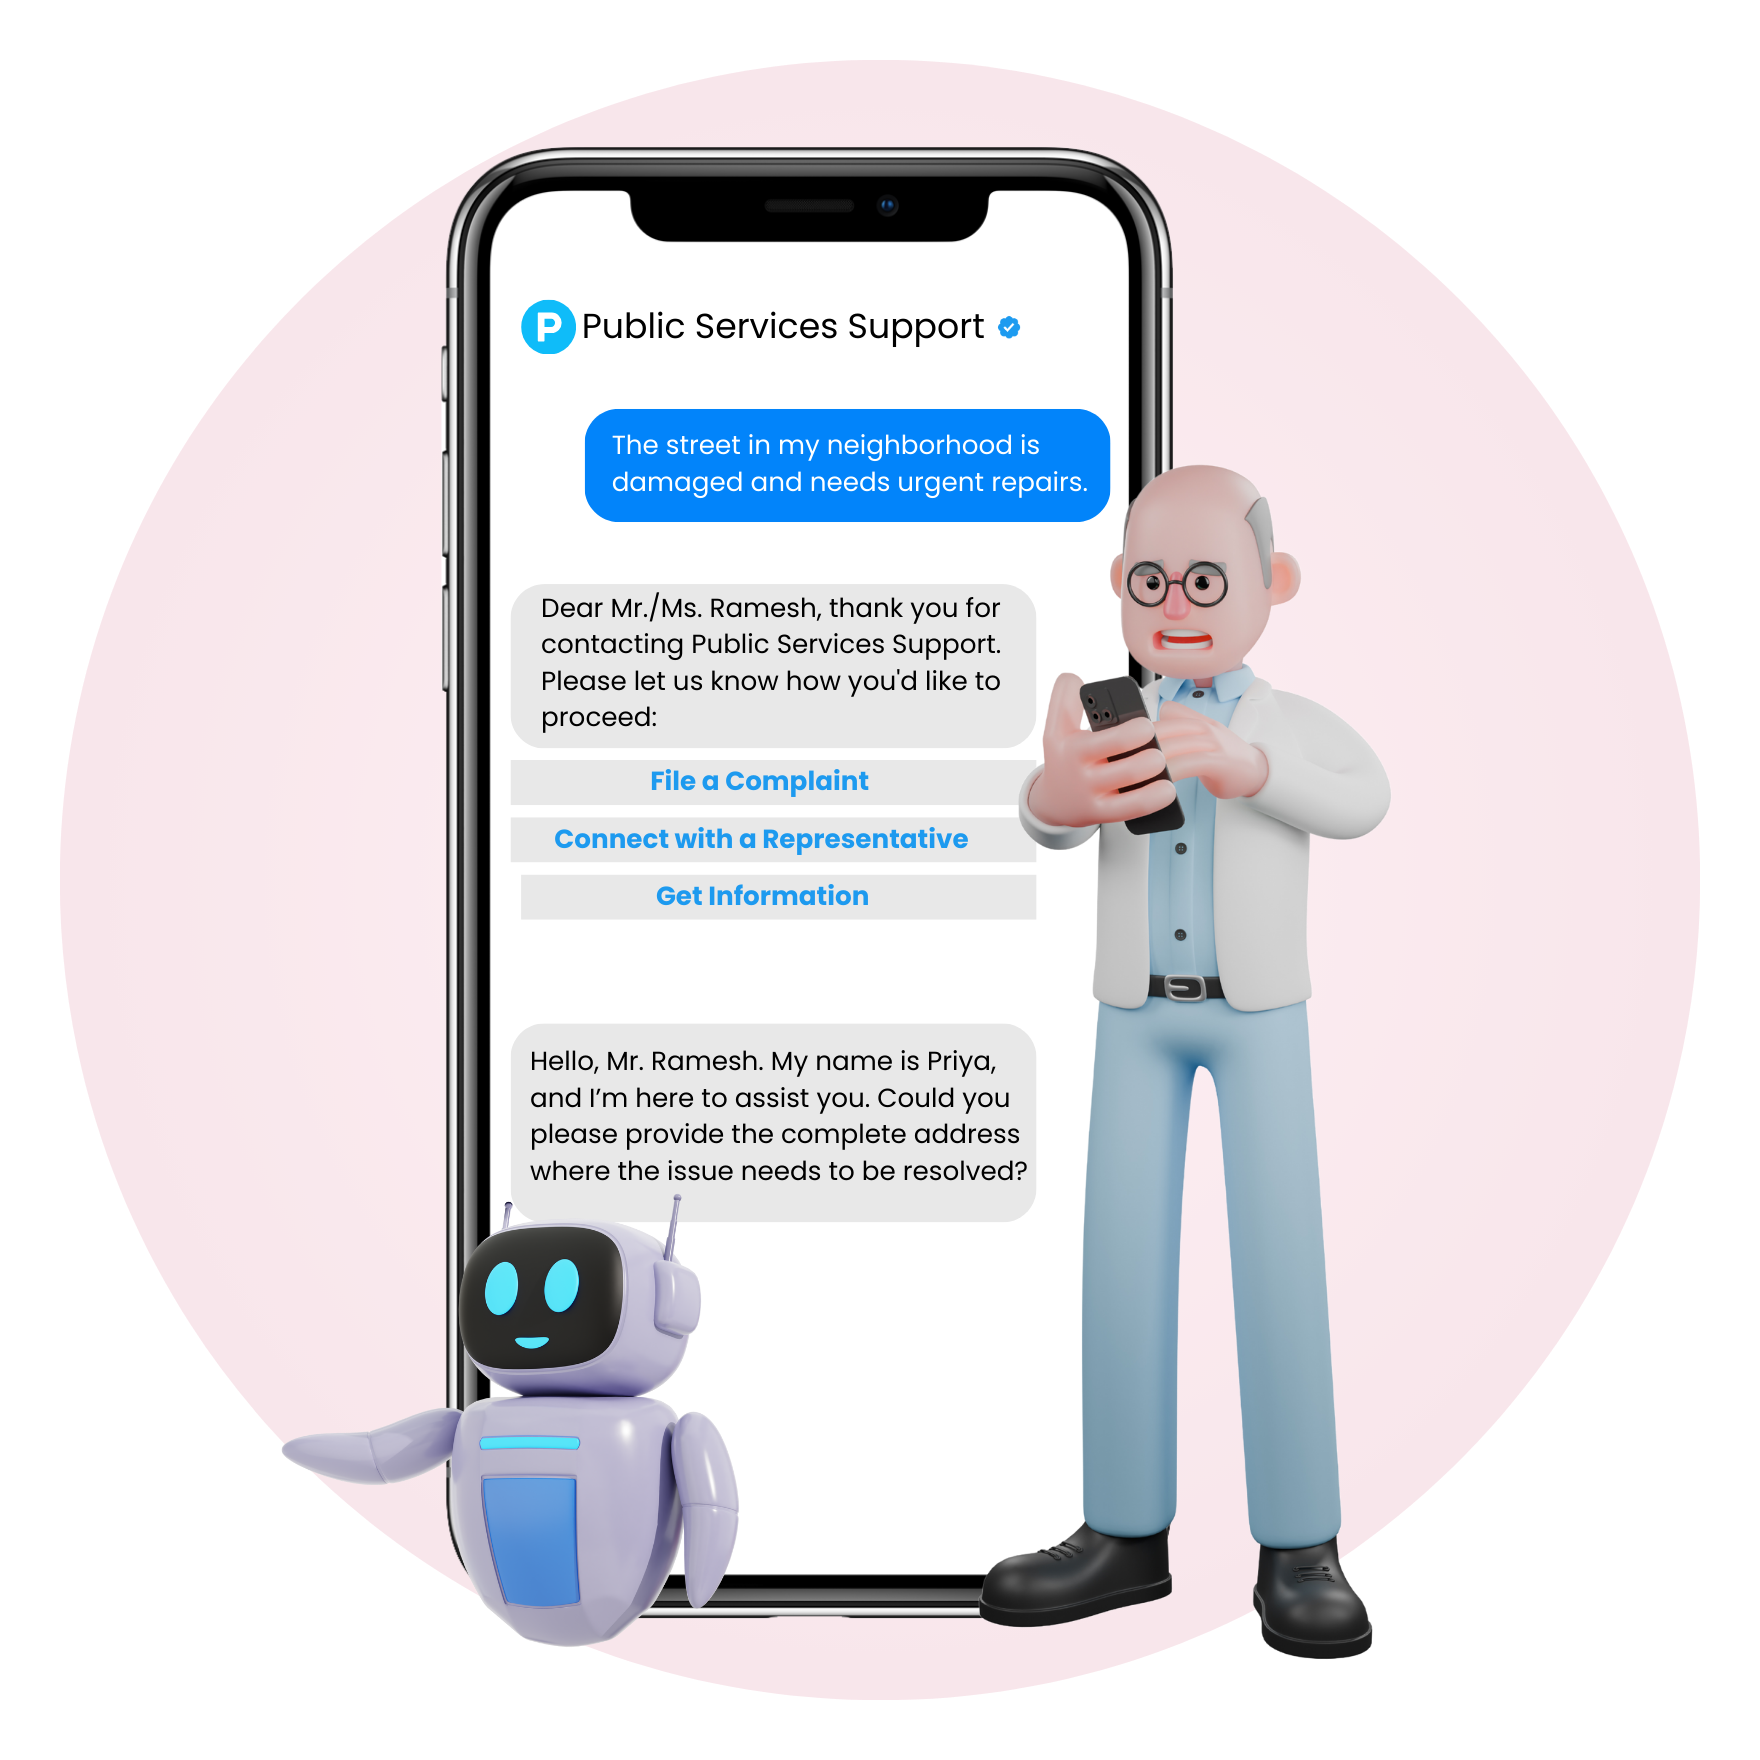 P Public Services Support
The street in my neighborhood is
damaged and needs urgent repairs.
Dear Mr./Ms. Ramesh, thank you for
contacting Public Services Support.
Please let us know how you'd like to
proceed:
File a Complaint
Connect with a Representative
Get Information
Hello, Mr. Ramesh. My name is Priya,
and I’m here to assist you. Could you
please provide the complete address
where the issue needs to be resolved?